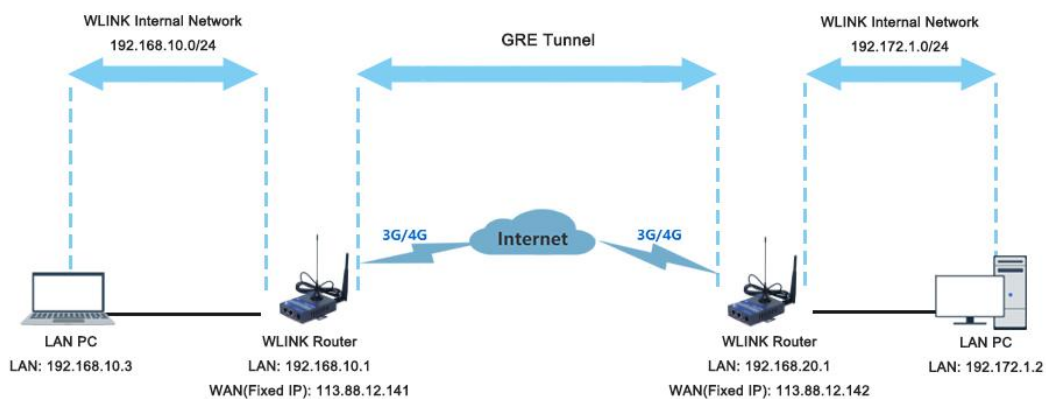 WLINK Internal Network
192.168.10.0/24
GRE Tunnel
WLINK Internal Network
192.172.1.0/24
3G/4G
Internet
3G/4G
LAN PC
LAN: 192.168.10.3
WLINK Router
LAN: 192.168.10.1
WAN(Fixed IP): 113.88.12.141
WLINK Router
LAN: 192.168.20.1
WAN(Fixed IP): 113.88.12.142
LAN PC
LAN: 192.172.1.2